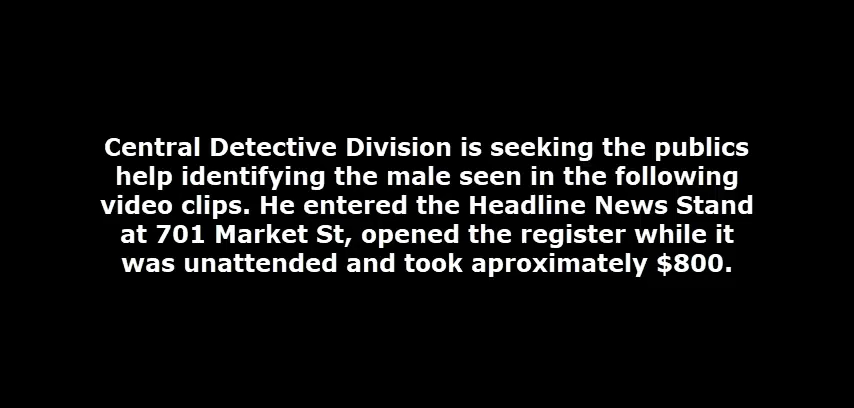 Central Detective Division is seeking the publics
help identifying the male seen in the following
video clips. He entered the Headline News Stand
at 701 Market St, opened the register while it
was unattended and took aproximately $800.